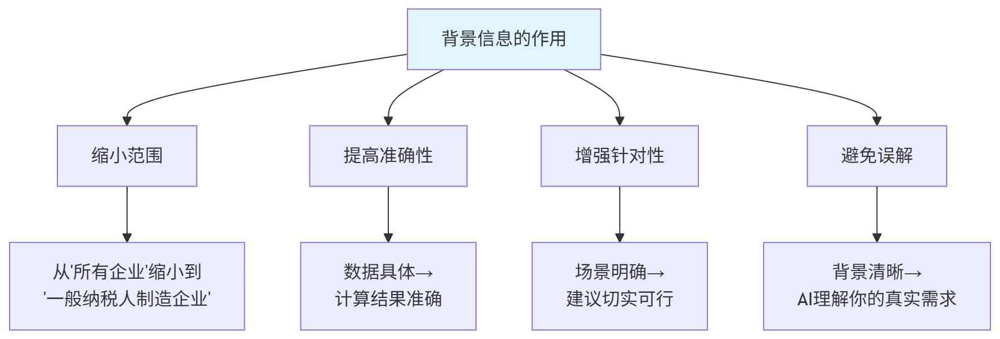 背景信息的作用
缩小范围
提高准确性
增强针对性
避免误解
从'所有企业'缩小到
'一般纳税人制造企业'
数据具体→
计算结果准确
场景明确→
建议切实可行
背景清晰→
AI理解你的真实需求